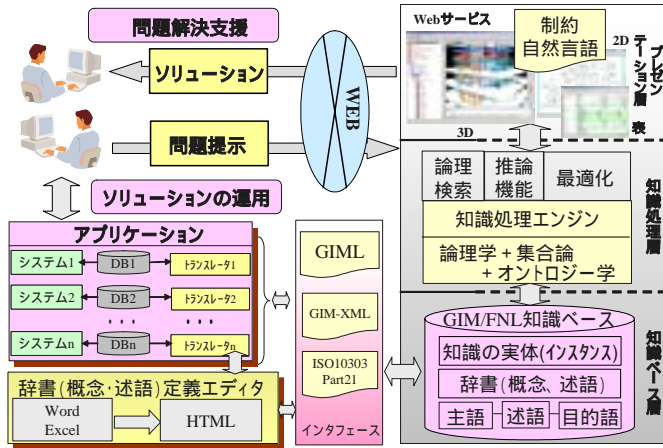 問題解決支援
ソリューション
問題提示
ソリューションの運用
WEB
Webサービス
制約
自然言語
2D
3D
表
プレゼン
テーション層
論理
検索
推論
機能
最適化
知識処理エンジン
論理学+集合論
+オントロジー学
知識処理層
GIM/FNL知識ベース
知識の実体(インスタンス)
辞書(概念、述語)
主語
述語
目的語
知識ベース層
アプリケーション
システム1
DB1
トランスレータ1
システム2
DB2
トランスレータ2
・・・
・・・
システムn
DBn
トランスレータn
辞書(概念・述語)定義エディタ
Word
Excel
HTML
GIML
GIM-XML
ISO10303
Part21
インタフェース